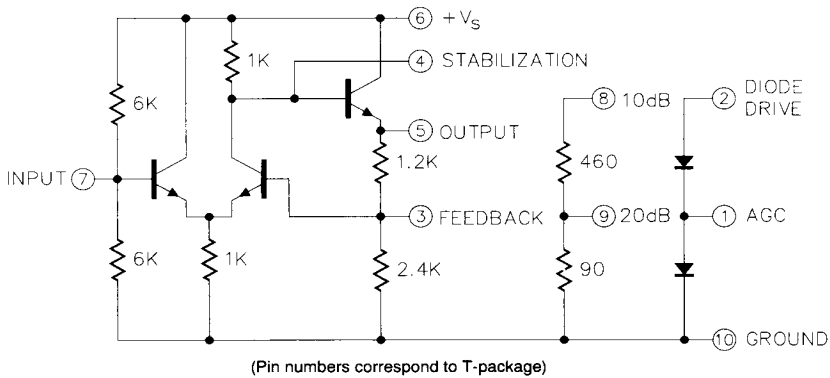 6 +VS
1K
4 STABILIZATION
6K
8 10dB
2 DIODE DRIVE
5 OUTPUT
1.2K
460
INPUT 7
3 FEEDBACK
9 20dB
1 AGC
6K
1K
2.4K
90
10 GROUND
(Pin numbers correspond to T-package)